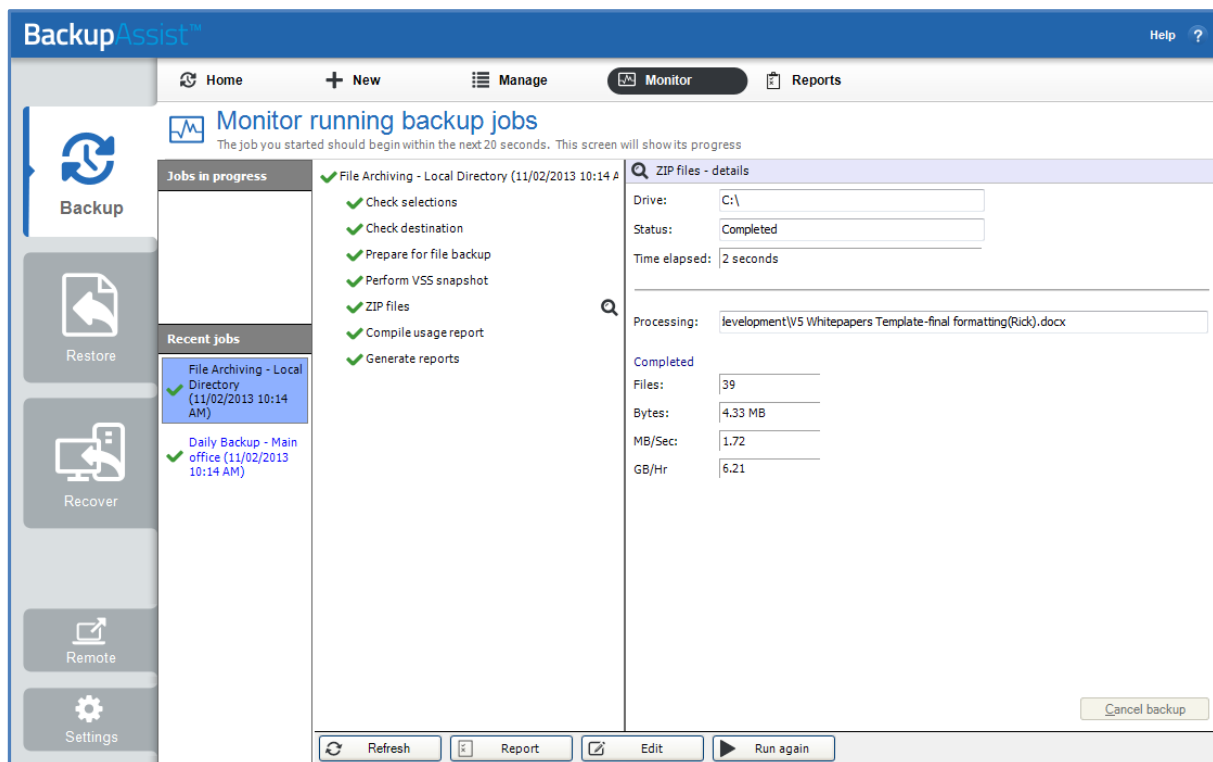 BackupAssist™
Help ?
Home
New
Manage
Monitor
Reports
Backup
Restore
Recover
Remote
Settings
Monitor running backup jobs
The job you started should begin within the next 20 seconds. This screen will show its progress
Jobs in progress
Recent jobs
File Archiving - Local
Directory
(11/02/2013 10:14
AM)
Daily Backup - Main
office (11/02/2013
10:14 AM)
File Archiving - Local Directory (11/02/2013 10:14 A
Check selections
Check destination
Prepare for file backup
Perform VSS snapshot
ZIP files
Compile usage report
Generate reports
ZIP files - details
Drive: C:\
Status: Completed
Time elapsed: 2 seconds
Processing: development\V5 Whitepapers Template-final formatting(Rick).docx
Completed
Files: 39
Bytes: 4.33 MB
MB/Sec: 1.72
GB/Hr 6.21
Cancel backup
Refresh
Report
Edit
Run again